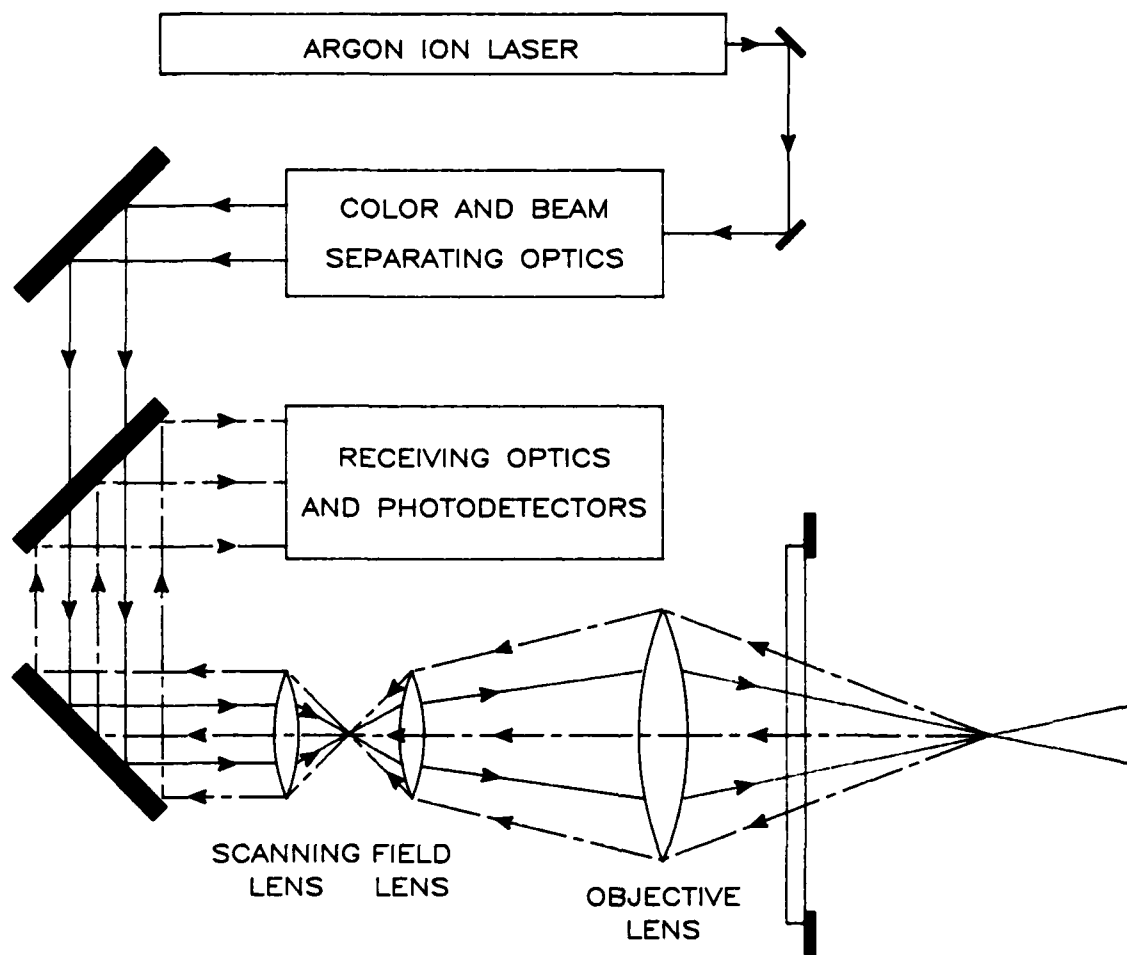 ARGON ION LASER
COLOR AND BEAM
SEPARATING OPTICS
RECEIVING OPTICS
AND PHOTODETECTORS
SCANNING
LENS
FIELD
LENS
OBJECTIVE
LENS